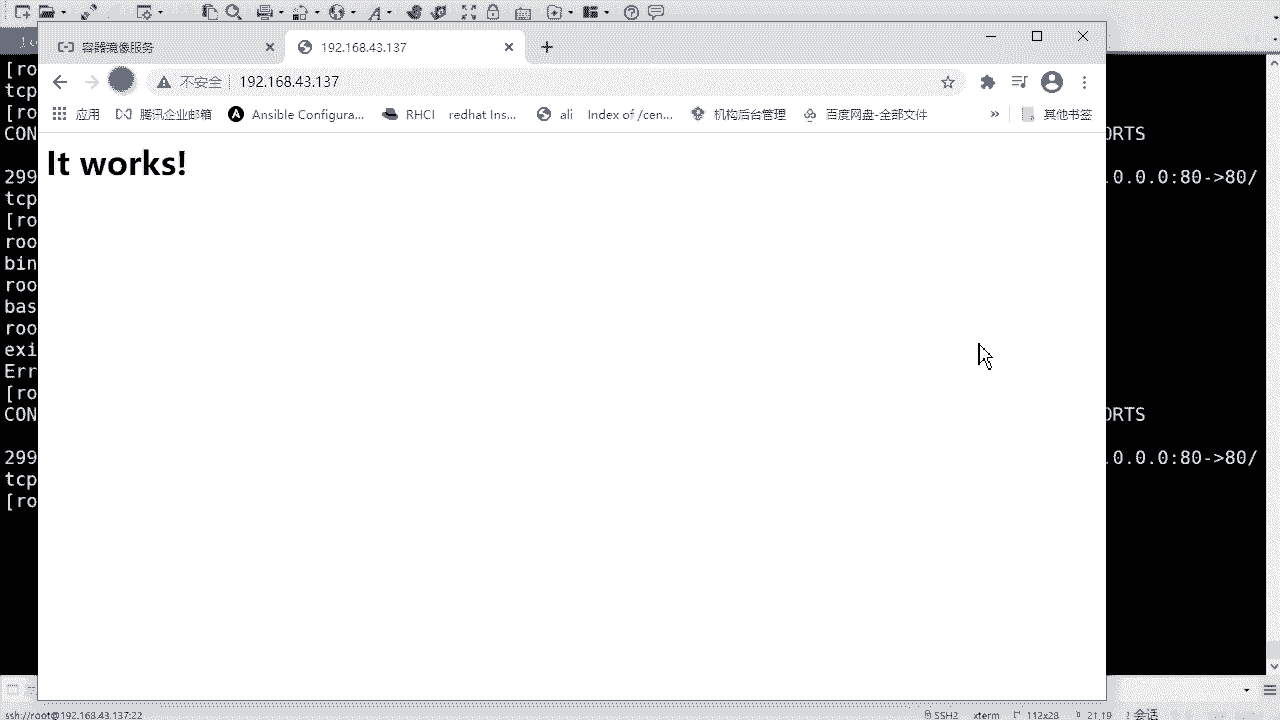 容器镜像服务
192.168.43.137
不安全
192.168.43.137
应用
腾讯企业邮箱
Ansible Configura...
RHCI
redhat Ins...
ali
Index of /cen...
机构后台管理
百度网盘-全部文件
»
其他书签
It works!
[ro
tcp
[ro
CON
ORTS
299
.0.0.0:80->80/
tcp
[ro
roo
bin
roo
bas
roo
exi
Err
[ro
CON
ORTS
299
.0.0.0:80->80/
tcp
[ro
ssh://root@192.168.43.137:22
SSH2
xterm
112x28
21,19
1 会话